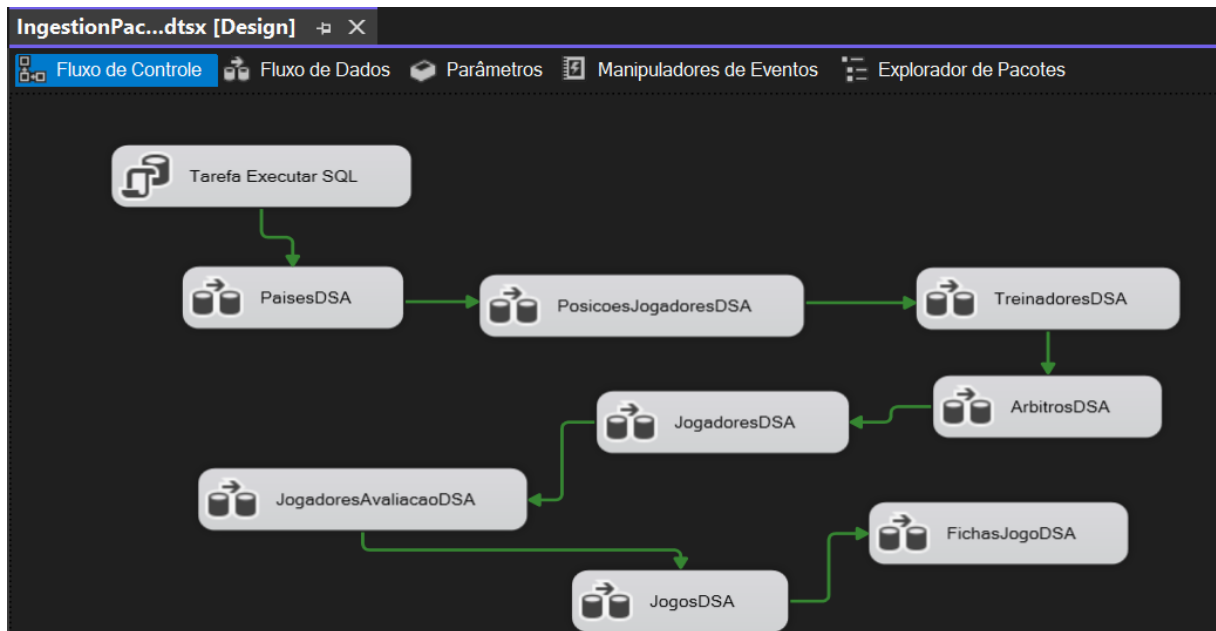 IngestionPac...dtsx [Design]
Fluxo de Controle Fluxo de Dados Parâmetros Manipuladores de Eventos Explorador de Pacotes
Tarefa Executar SQL
PaisesDSA
PosicoesJogadoresDSA
TreinadoresDSA
ArbitrosDSA
JogadoresDSA
JogadoresAvaliacaoDSA
JogosDSA
FichasJogoDSA